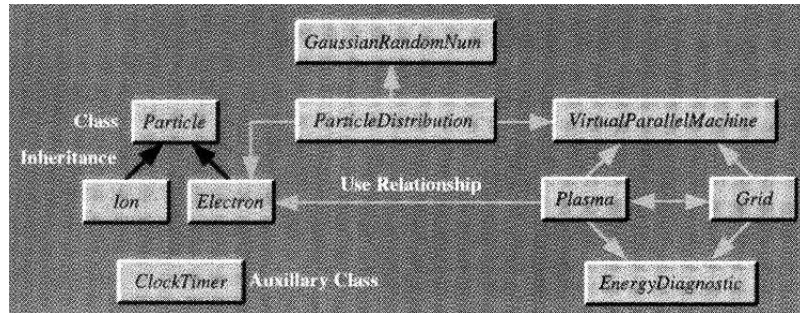 GaussianRandomNum
Class Particle ParticleDistribution VirtualParallelMachine
Inheritance
Use Relationship
Ion Electron Plasma Grid
ClockTimer Auxillary Class EnergyDiagnostic